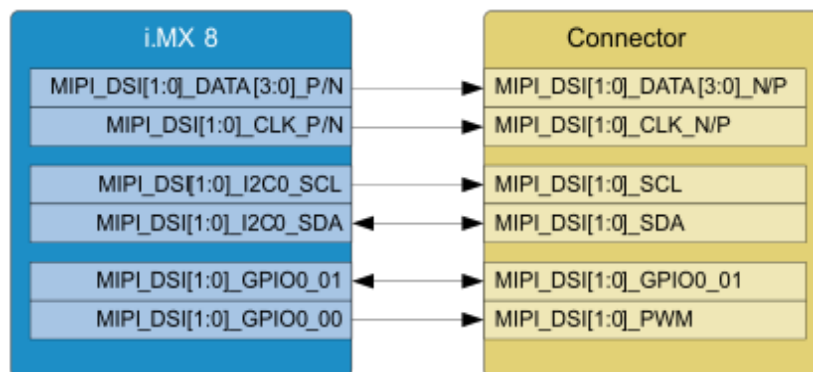 i.MX 8
Connector
MIPI_DSI[1:0]_DATA[3:0]_P/N
MIPI_DSI[1:0]_DATA[3:0]_N/P
MIPI_DSI[1:0]_CLK_P/N
MIPI_DSI[1:0]_CLK_N/P
MIPI_DSI[1:0]_I2C0_SCL
MIPI_DSI[1:0]_SCL
MIPI_DSI[1:0]_I2C0_SDA
MIPI_DSI[1:0]_SDA
MIPI_DSI[1:0]_GPIO0_01
MIPI_DSI[1:0]_GPIO0_01
MIPI_DSI[1:0]_GPIO0_00
MIPI_DSI[1:0]_PWM